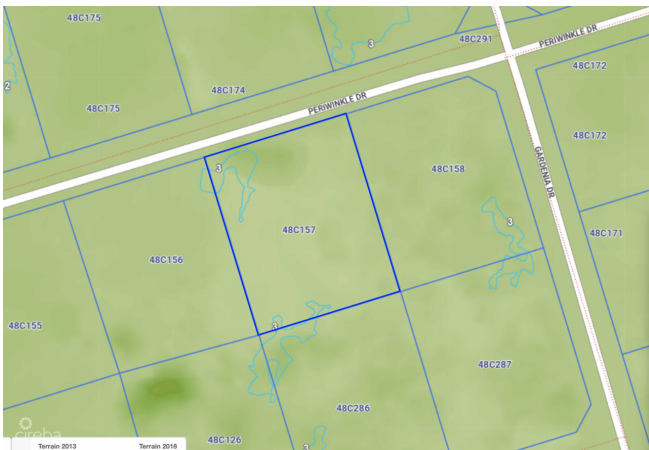 48C175
48C291
PERIWINKLE DR
3
48C172
2
48C174
48C175
PERIWINKLE DR
48C172
3
48C158
GARDENIA DR
3
48C157
48C171
48C156
48C155
3
48C287
48C286
cireba
48C126
3
Terrain 2013
Terrain 2018